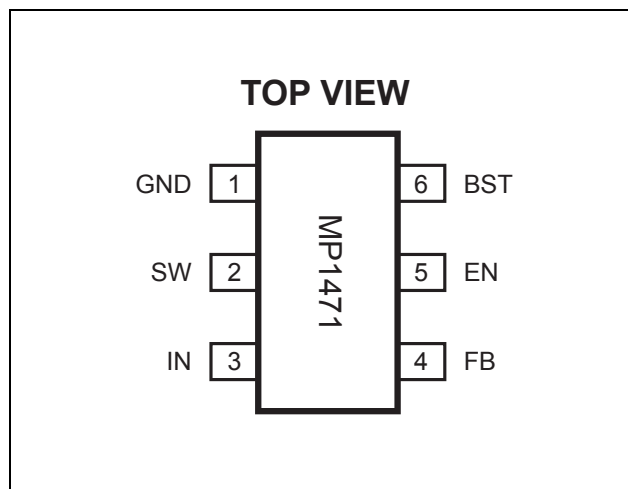 TOP VIEW
GND 1 6 BST
MP1471
SW 2 5 EN
IN 3 4 FB